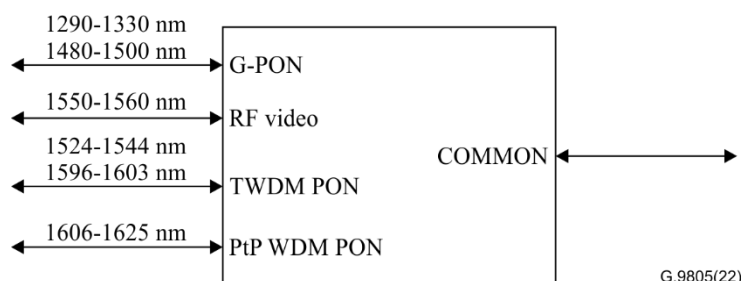 1290-1330 nm
1480-1500 nm
G-PON
1550-1560 nm
RF video
1524-1544 nm
COMMON
1596-1603 nm
TWDM PON
1606-1625 nm
PtP WDM PON
G.9805(22)